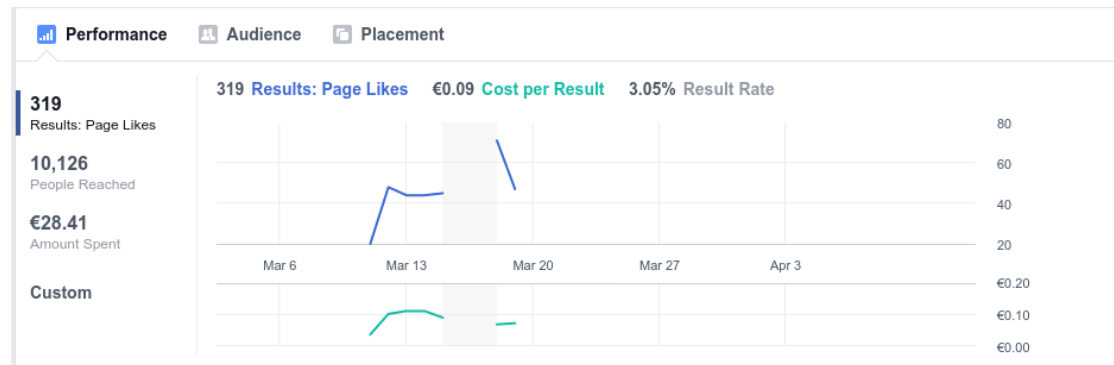 Performance Audience Placement
319
Results: Page Likes
10,126
People Reached
€28.41
Amount Spent
Custom
319 Results: Page Likes €0.09 Cost per Result 3.05% Result Rate
80
60
40
20
Mar 6 Mar 13 Mar 20 Mar 27 Apr 3
€0.20
€0.10
€0.00